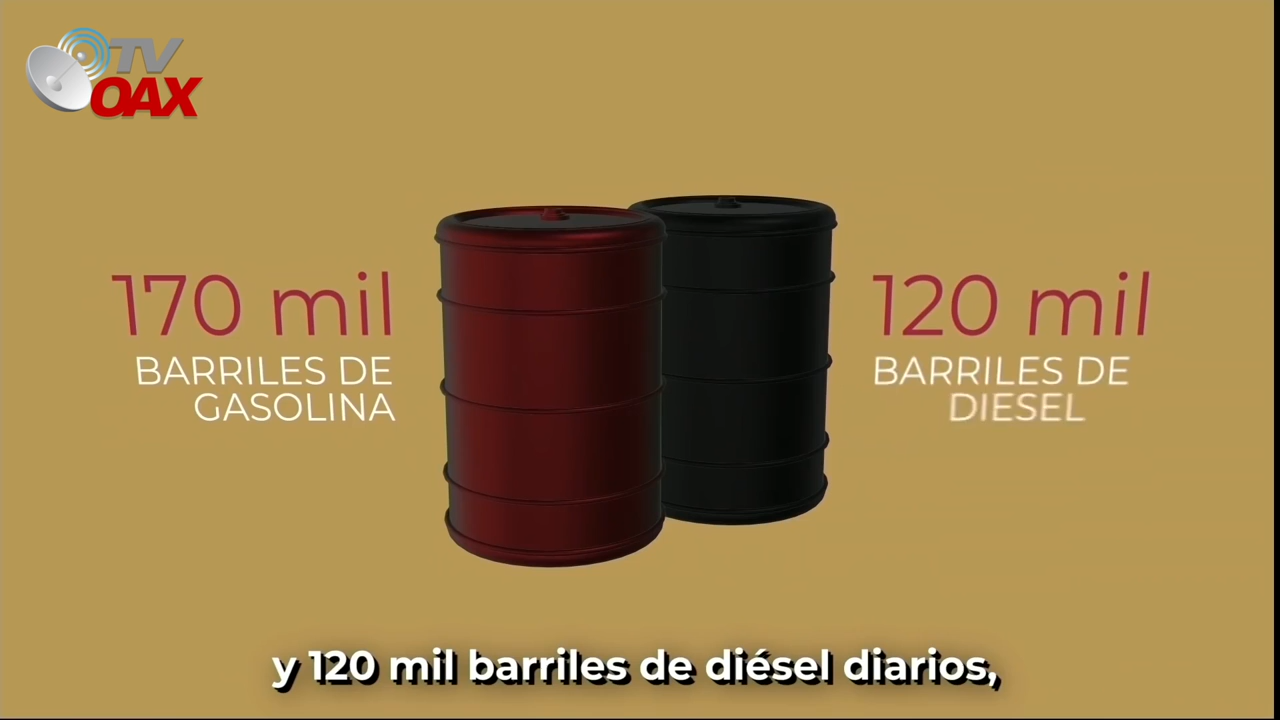 TV
OAX
170 mil
BARRILES DE
GASOLINA
120 mil
BARRILES DE
DIESEL
y 120 mil barriles de diésel diarios,